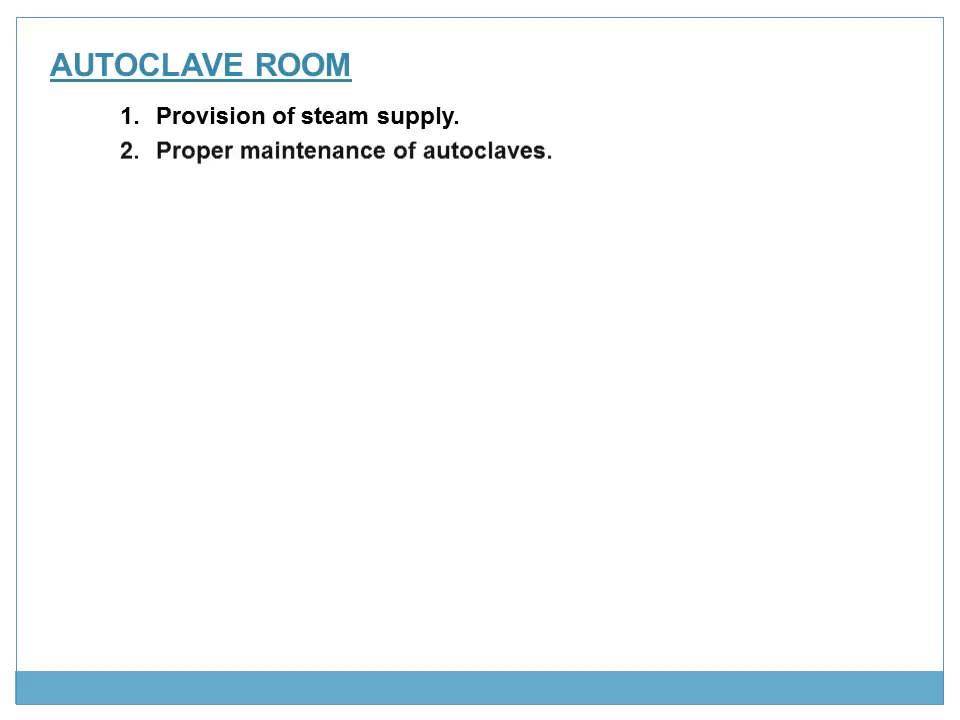 AUTOCLAVE ROOM
1. Provision of steam supply.
2. Proper maintenance of autoclaves.